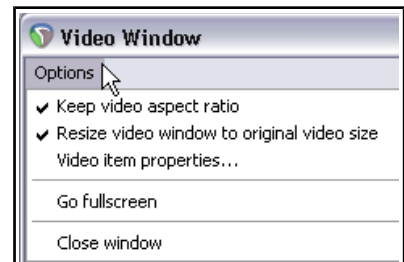 Video Window
Options
Keep video aspect ratio
Resize video window to original video size
Video item properties...
Go fullscreen
Close window